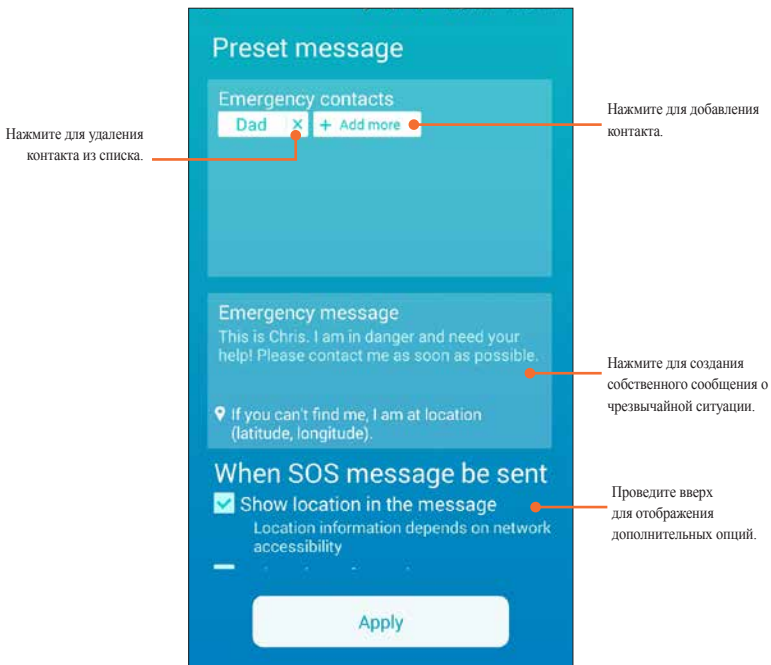 Preset message
Emergency contacts
Dad × + Add more
Нажмите для удаления
контакта из списка.
Нажмите для добавления
контакта.
Emergency message
This is Chris. I am in danger and need your
help! Please contact me as soon as possible.
If you can't find me, I am at location
(latitude, longitude).
Нажмите для создания
собственного сообщения о
чрезвычайной ситуации.
When SOS message be sent
Show location in the message
Location information depends on network
accessibility
Проведите вверх
для отображения
дополнительных опций.
Apply